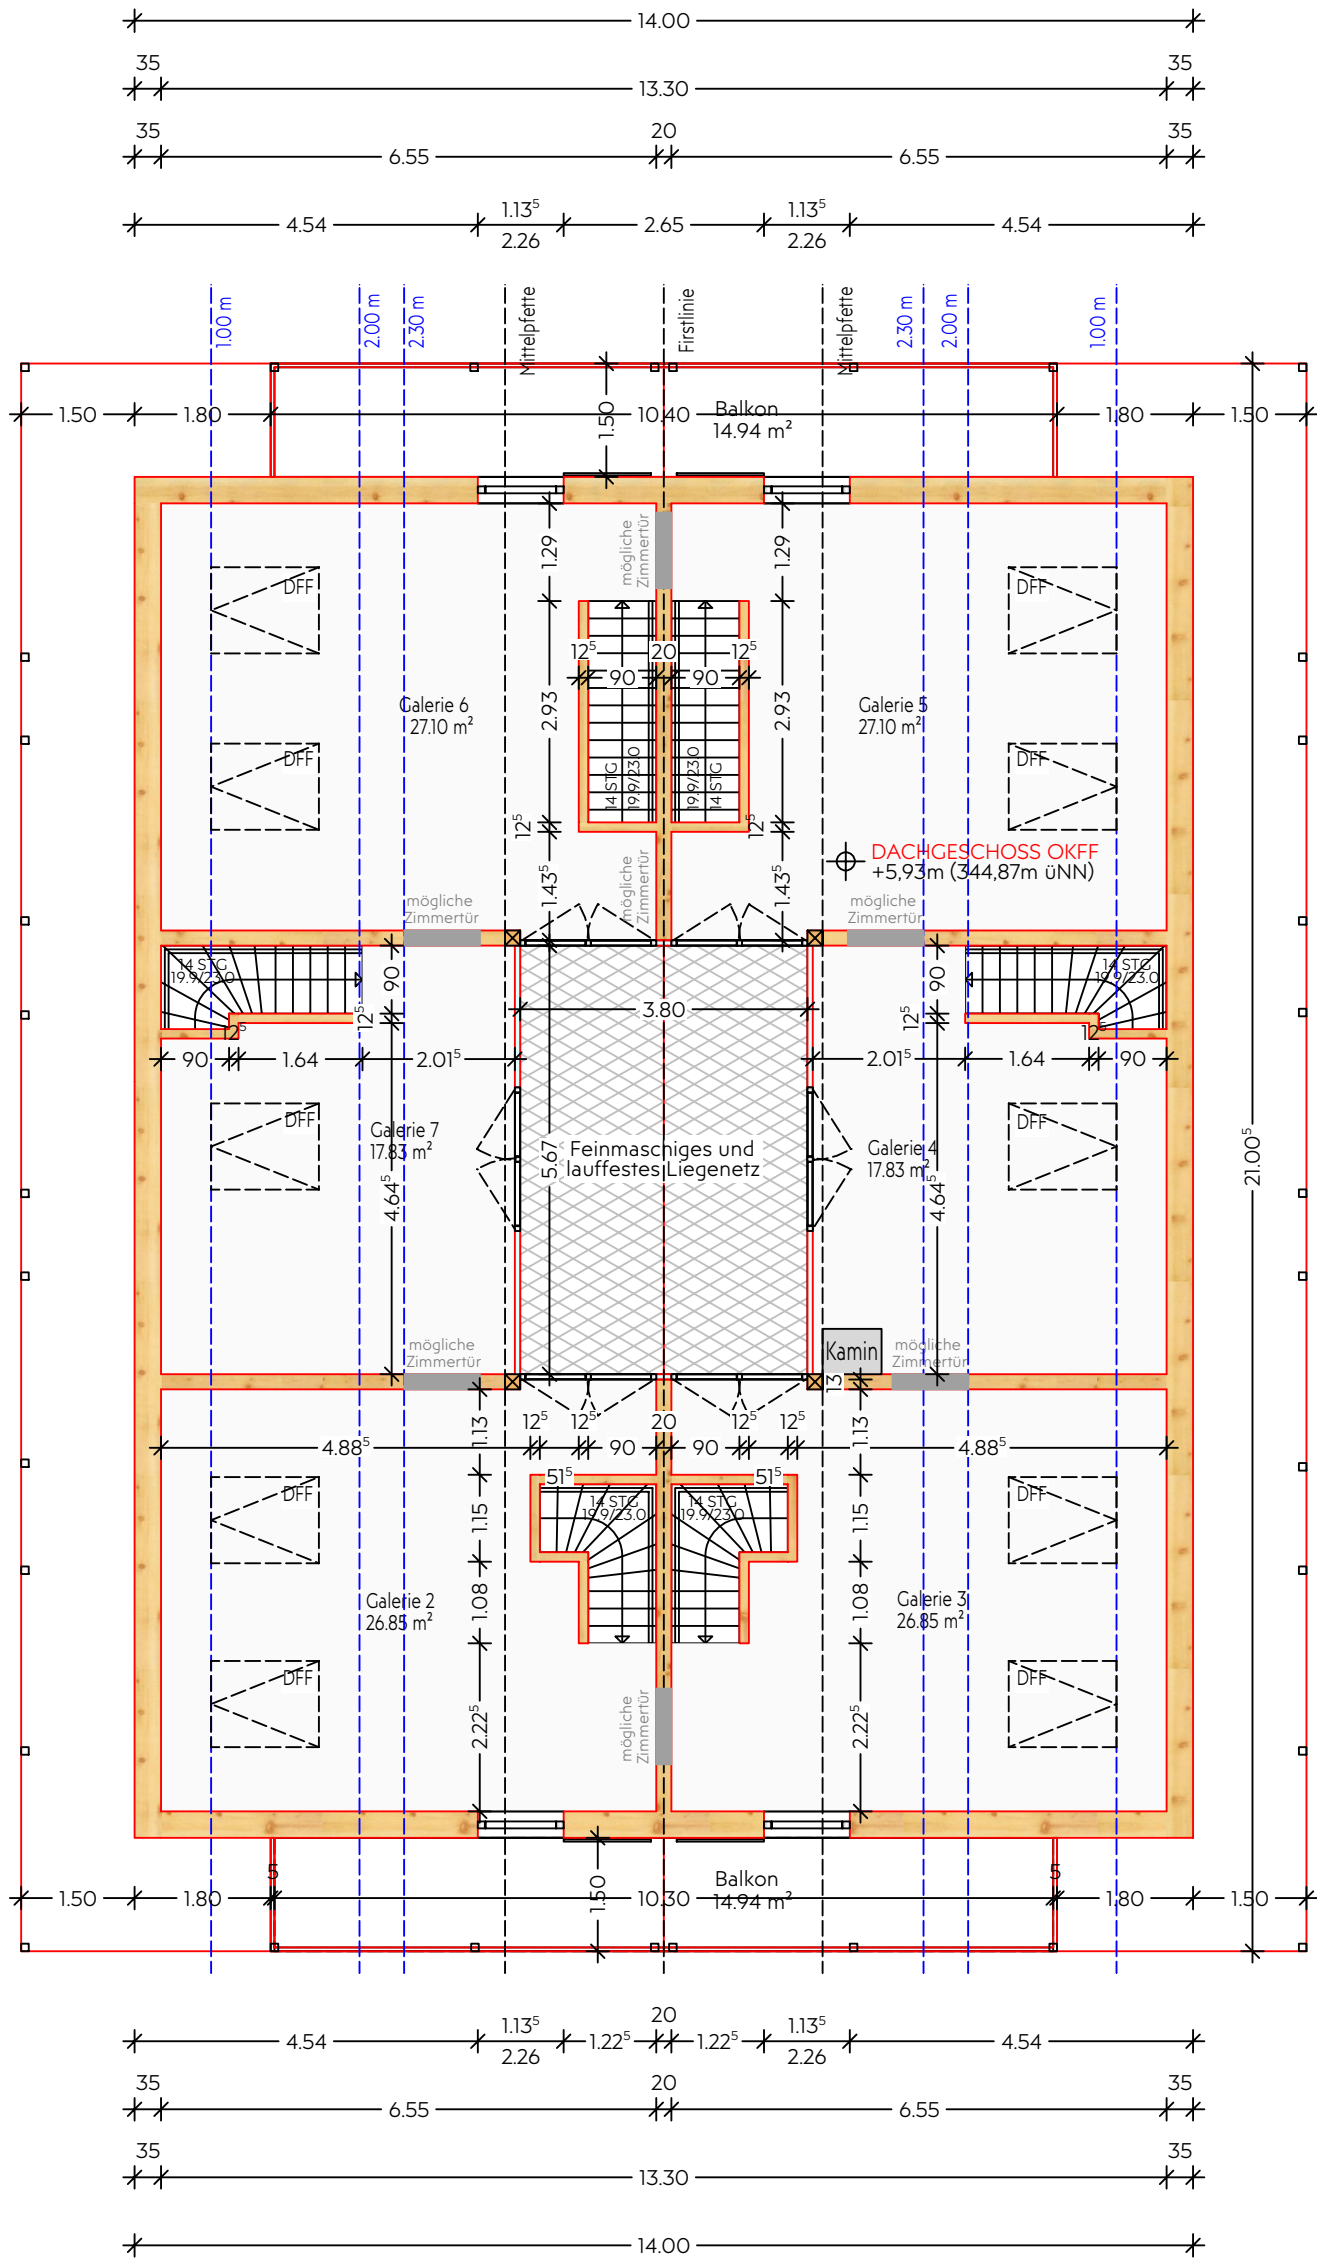 14.00
35
35
13.30
35
20
35
6.55
6.55
1.13⁵
1.13⁵
4.54
2.65
4.54
2.26
2.26
1.00 m
2.00 m
2.30 m
Mittelpfette
Firstlinie
Mittelpfette
2.30 m
2.00 m
1.00 m
1.50
1.80
1.50
10.40
Balkon
14.94 m²
1.80
1.50
1.29
mögliche
Zimmertür
1.29
DFF
DFF
12⁵
20
12⁵
90
90
Galerie 6
27.10 m²
2.93
2.93
Galerie 5
27.10 m²
DFF
14 STG
19.9/23.0
19.9/23.0
14 STG
DFF
12⁵
12⁵
DACHGESCHOSS OKFF
+5,93m (344,87m üNN)
1.43⁵
mögliche
Zimmertür
1.43⁵
mögliche
Zimmertür
mögliche
Zimmertür
14 STG
19.9/23.0
90
90
14 STG
19.9/23.0
3.80
12⁵
12⁵
12⁵
12⁵
90
1.64
2.01⁵
2.01⁵
1.64
90
DFF
Galerie 7
17.83 m²
5.67
Feinmaschiges und
lauffestes Liegenetz
Galerie 4
17.83 m²
DFF
21.00⁵
4.64⁵
4.64⁵
mögliche
Zimmertür
Kamin
mögliche
Zimmertür
13
12⁵
12⁵
20
12⁵
12⁵
4.88⁵
1.13
90
90
1.13
4.88⁵
51⁵
51⁵
DFF
14 STG
19.9/23.0
14 STG
19.9/23.0
DFF
1.15
1.15
Galerie 2
26.85 m²
1.08
1.08
Galerie 3
26.85 m²
DFF
DFF
2.22⁵
mögliche
Zimmertür
2.22⁵
5
5
1.50
1.80
1.50
10.30
Balkon
14.94 m²
1.80
1.50
20
1.13⁵
1.13⁵
4.54
1.22⁵
1.22⁵
4.54
2.26
2.26
35
20
35
6.55
6.55
35
35
13.30
14.00